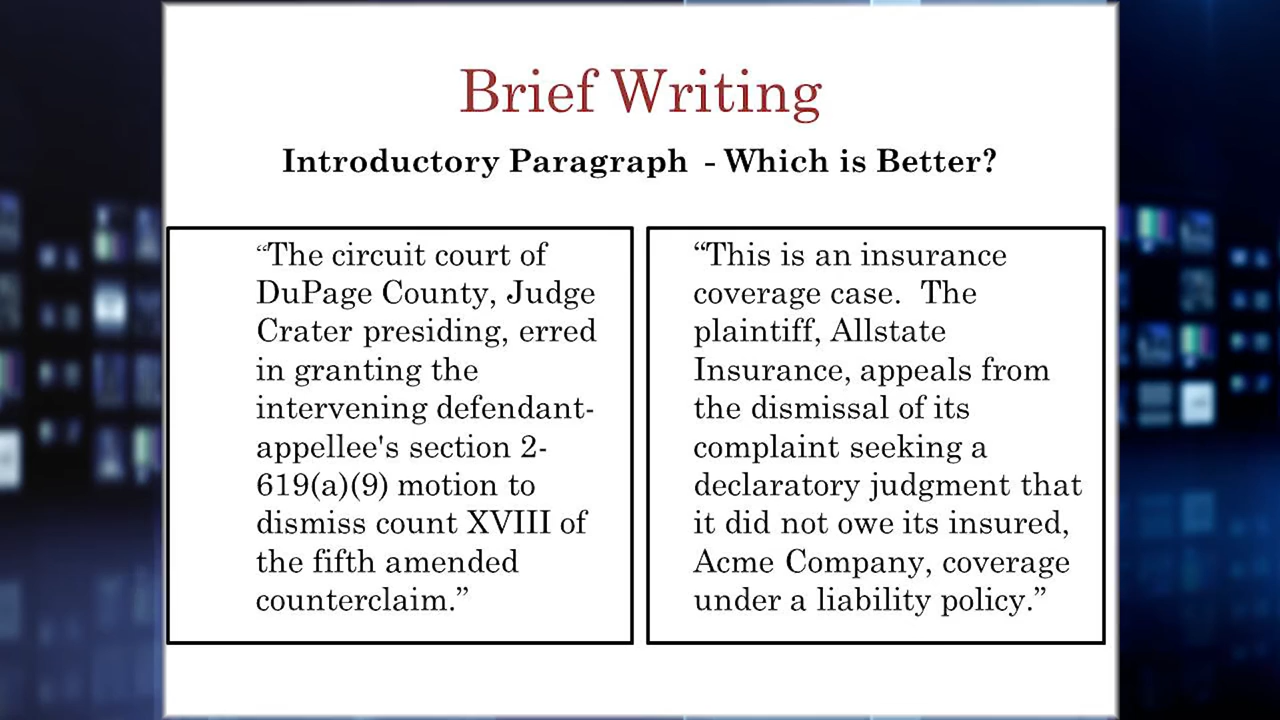 Brief Writing
Introductory Paragraph - Which is Better?
“The circuit court of
DuPage County, Judge
Crater presiding, erred
in granting the
intervening defendant-
appellee's section 2-
619(a)(9) motion to
dismiss count XVIII of
the fifth amended
counterclaim.”
“This is an insurance
coverage case.  The
plaintiff, Allstate
Insurance, appeals from
the dismissal of its
complaint seeking a
declaratory judgment that
it did not owe its insured,
Acme Company, coverage
under a liability policy.”